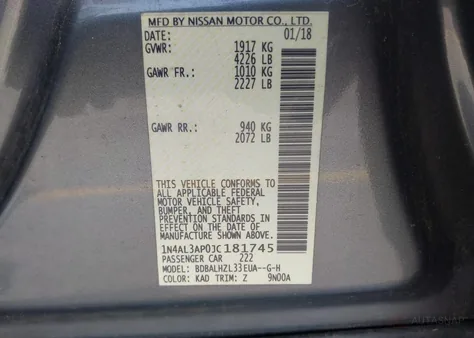 MFD BY NISSAN MOTOR CO., LTD.
DATE: 01/18
GVWR: 1917 KG
4226 LB
GAWR FR.: 1010 KG
2227 LB
GAWR RR.: 940 KG
2072 LB
THIS VEHICLE CONFORMS TO
ALL APPLICABLE FEDERAL
MOTOR VEHICLE SAFETY,
BUMPER, AND THEFT
PREVENTION STANDARDS
IN EFFECT ON THE DATE OF
MANUFACTURE SHOWN ABOVE.
1N4AL3AP0JC181745
PASSENGER CAR 222
MODEL: BDBALHZL33EUA--G-H
COLOR: KAD TRIM: Z 9N00A
AUTASNAP